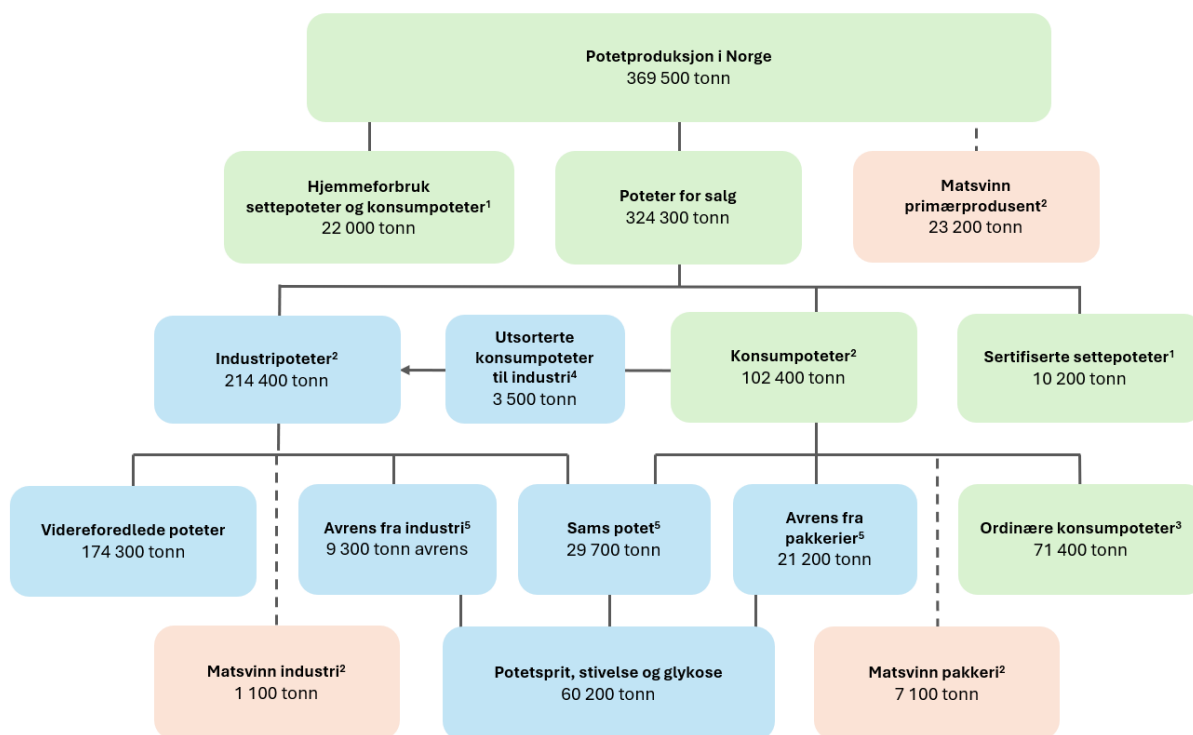 Potetproduksjon i Norge
369 500 tonn
Hjemmeforbruk
settepoteter og konsumpoteter¹
22 000 tonn
Poteter for salg
324 300 tonn
Matsvinn
primærprodusent²
23 200 tonn
Industripoteter²
214 400 tonn
Utsorterte
konsumpoteter
til industri⁴
3 500 tonn
Konsumpoteter²
102 400 tonn
Sertifiserte settepoteter¹
10 200 tonn
Videreforedlede poteter
174 300 tonn
Avrens fra industri⁵
9 300 tonn avrens
Sams potet⁵
29 700 tonn
Avrens fra
pakkerier⁵
21 200 tonn
Ordinære konsumpoteter³
71 400 tonn
Matsvinn industri²
1 100 tonn
Potetsprit, stivelse og glykose
60 200 tonn
Matsvinn pakkeri²
7 100 tonn